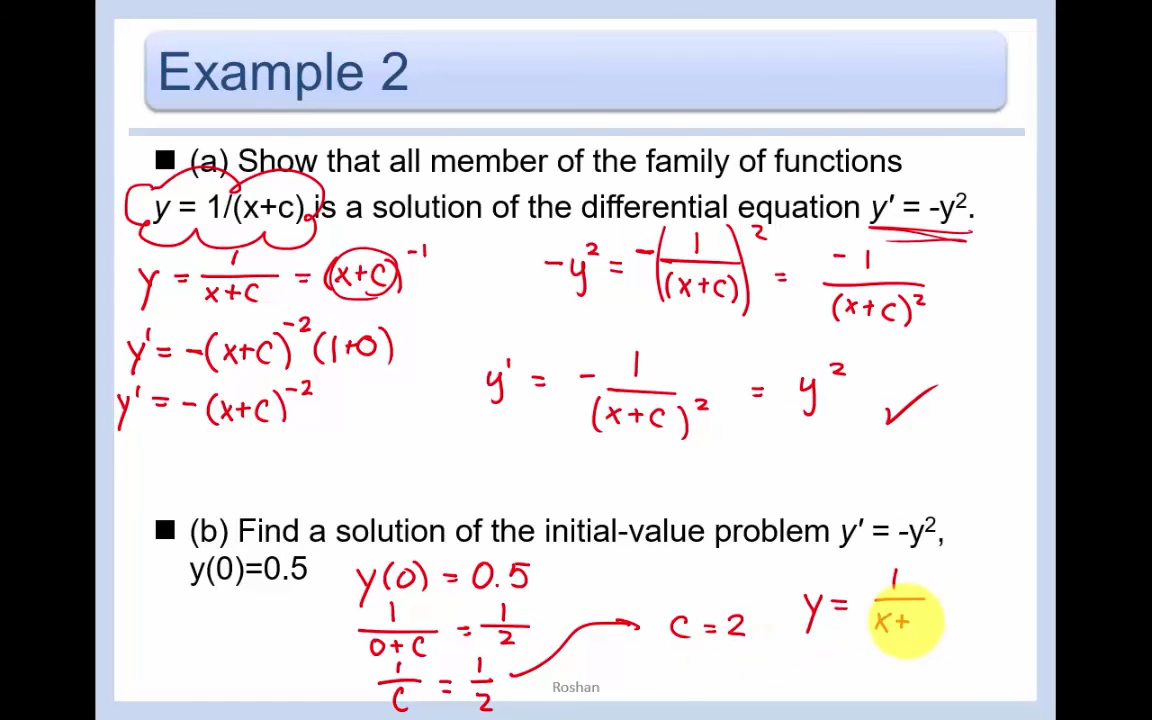 Example 2
■ (a) Show that all member of the family of functions
y = 1/(x+c) is a solution of the differential equation y′ = -y².
y = 1/(x+c) = (x+c)⁻¹
-y² = -(1/(x+c))² = -1/(x+c)²
y' = -(x+c)⁻²(1+0)
y' = -(x+c)⁻²
y' = - 1/(x+c)² = y² ✓
■ (b) Find a solution of the initial-value problem y′ = -y²,
y(0)=0.5
y(0) = 0.5
1/(0+c) = 1/2
1/c = 1/2
c = 2
y = 1/(x+
Roshan